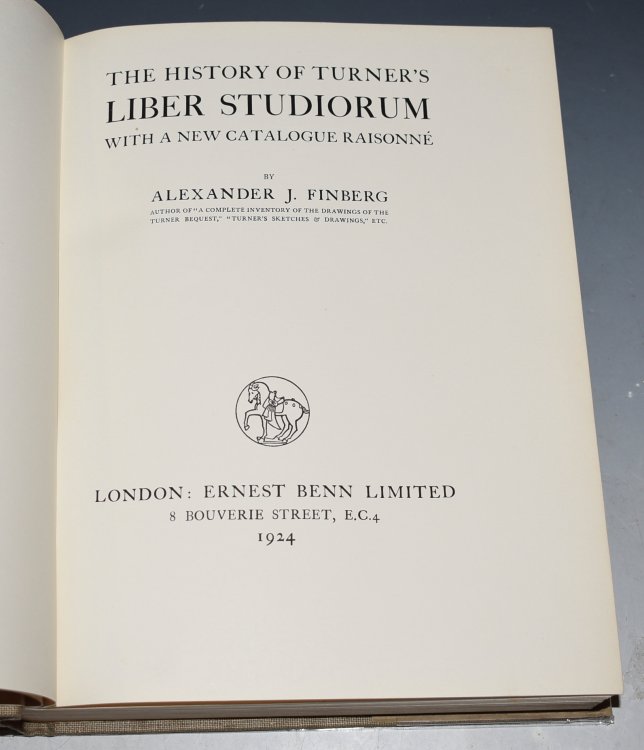 THE HISTORY OF TURNER'S
LIBER STUDIORUM
WITH A NEW CATALOGUE RAISONNÉ
BY
ALEXANDER J. FINBERG
AUTHOR OF "A COMPLETE INVENTORY OF THE DRAWINGS OF THE
TURNER BEQUEST," "TURNER'S SKETCHES & DRAWINGS," ETC.
LONDON: ERNEST BENN LIMITED
8 BOUVERIE STREET, E.C.4
1924